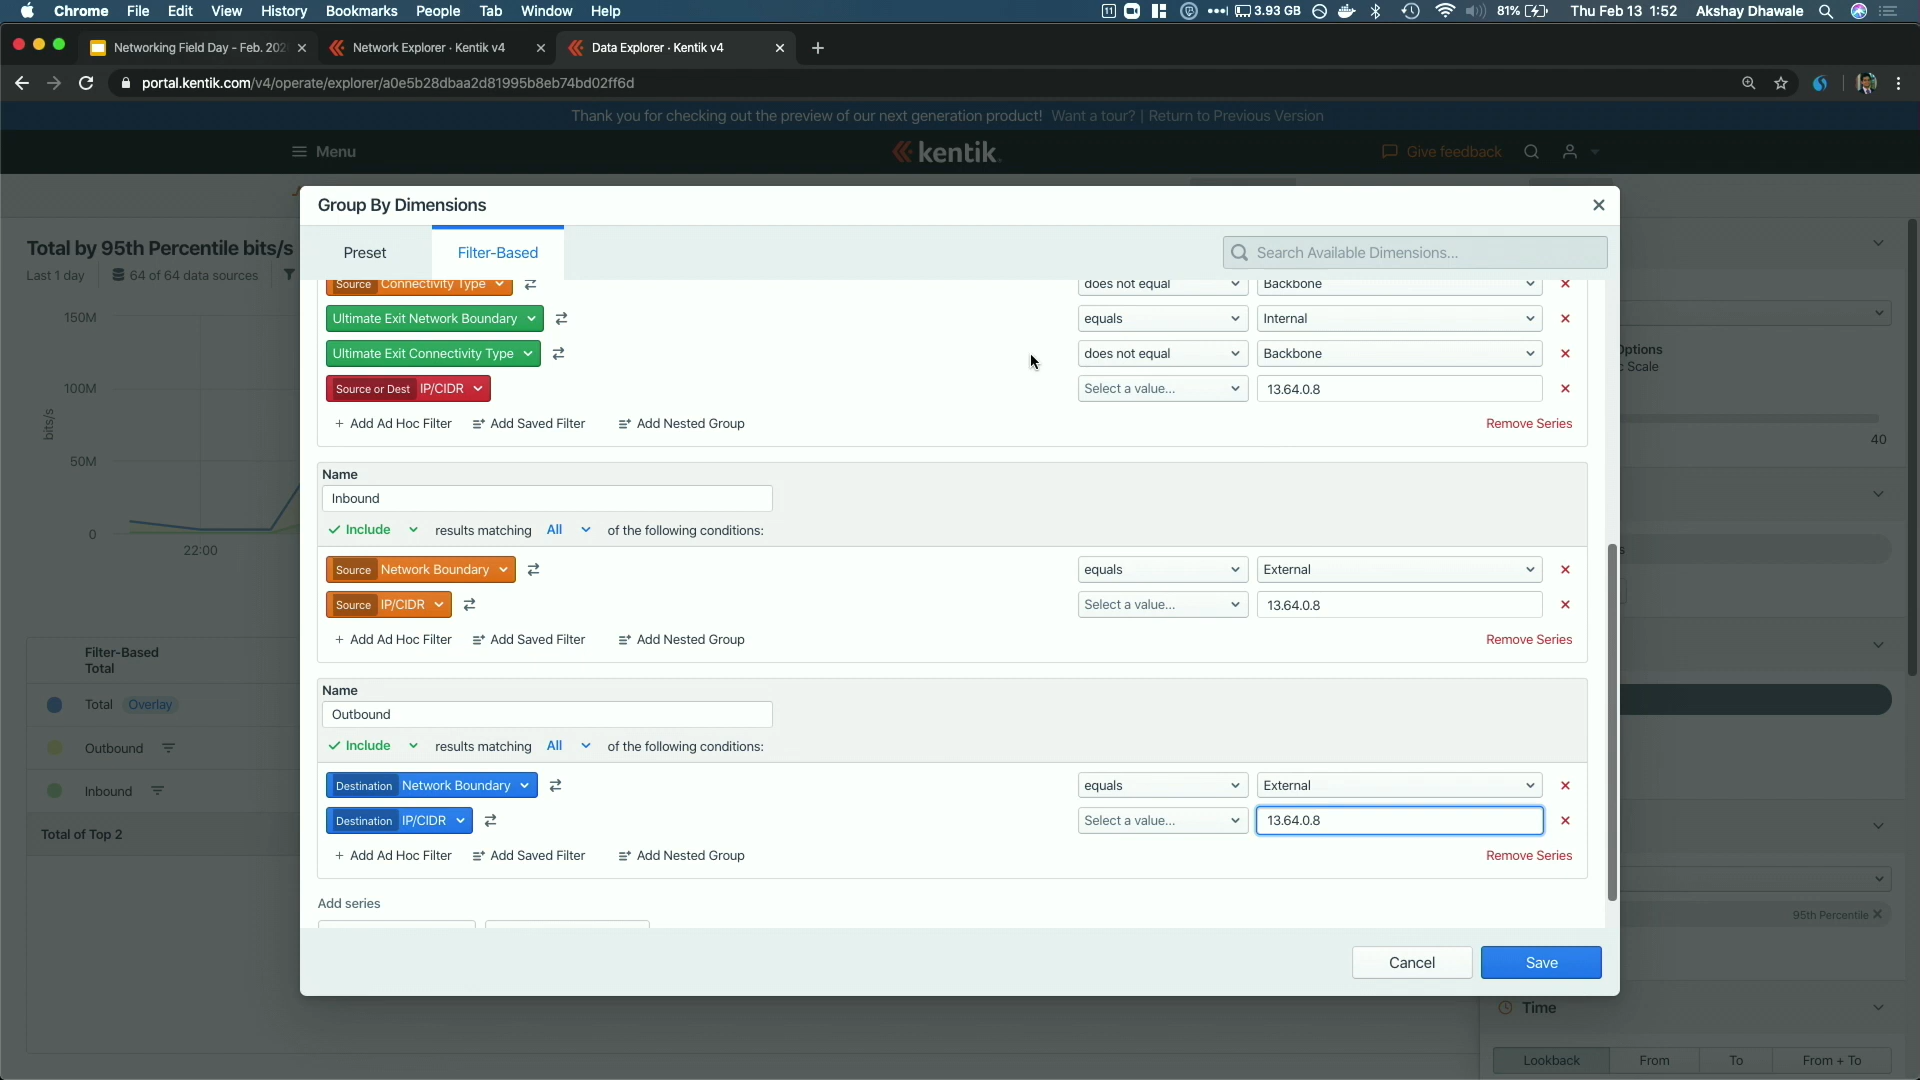 Chrome File Edit View History Bookmarks People Tab Window Help 11 3.93 GB 81% Thu Feb 13 1:52 Akshay Dhawale
Networking Field Day - Feb. 202 Network Explorer · Kentik v4 Data Explorer · Kentik v4
portal.kentik.com/v4/operate/explorer/a0e5b28dbaa2d81995b8eb74bd02ff6d
Thank you for checking out the preview of our next generation product! Want a tour? | Return to Previous Version
Menu kentik Give feedback
Group By Dimensions
Preset Filter-Based Search Available Dimensions...
Total by 95th Percentile bits/s
Last 1 day 64 of 64 data sources
150M
100M
50M
0
bits/s
22:00
Source Connectivity Type does not equal Backbone
Ultimate Exit Network Boundary equals Internal
Ultimate Exit Connectivity Type does not equal Backbone
Source or Dest IP/CIDR Select a value... 13.64.0.8
+ Add Ad Hoc Filter Add Saved Filter Add Nested Group Remove Series
Name
Inbound
Include results matching All of the following conditions:
Source Network Boundary equals External
Source IP/CIDR Select a value... 13.64.0.8
+ Add Ad Hoc Filter Add Saved Filter Add Nested Group Remove Series
Name
Outbound
Include results matching All of the following conditions:
Destination Network Boundary equals External
Destination IP/CIDR Select a value... 13.64.0.8
+ Add Ad Hoc Filter Add Saved Filter Add Nested Group Remove Series
Add series
Cancel Save
Filter-Based
Total
Total Overlay
Outbound
Inbound
Total of Top 2
Scale
40
95th Percentile
Time
Lookback From To From + To